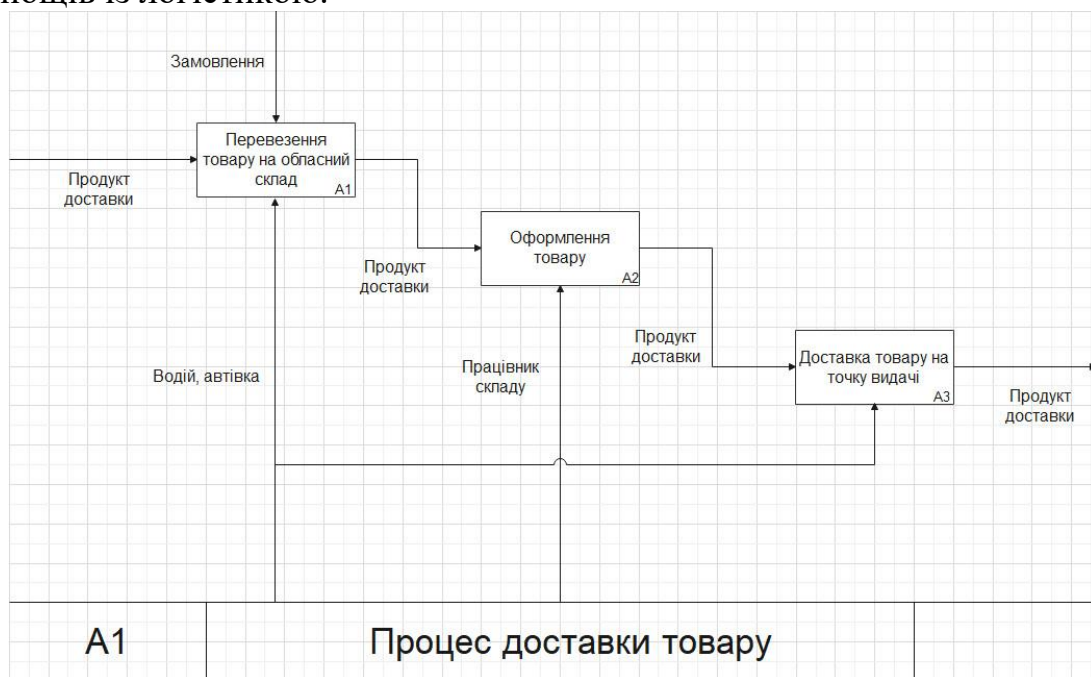 Замовлення
Перевезення
товару на обласний
склад
A1
Продукт
доставки
Оформлення
товару
A2
Продукт
доставки
Продукт
доставки
Доставка товару на
точку видачі
A3
Водій, автівка
Працівник
складу
Продукт
доставки
A1
Процес доставки товару